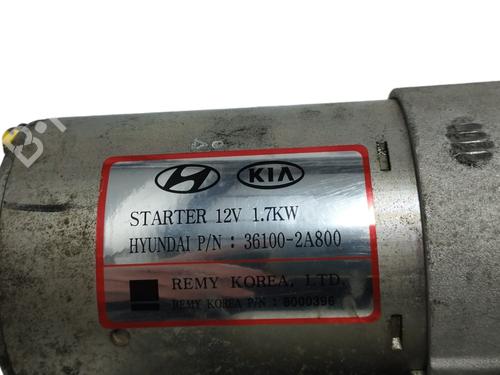 KIA
STARTER 12V 1.7KW
HYUNDAI P/N : 36100-2A800
REMY KOREA, LTD.
REMY KOREA P/N : 8000396